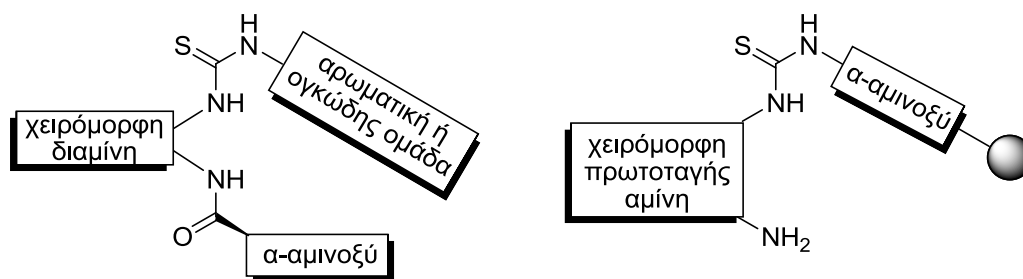 S
H
N
NH
αρωματική ή
ογκώδης ομάδα
χειρόμορφη
διαμίνη
NH
O
α-αμινοξύ
S
H
N
NH
α-αμινοξύ
χειρόμορφη
πρωτοταγής
αμίνη
NH2